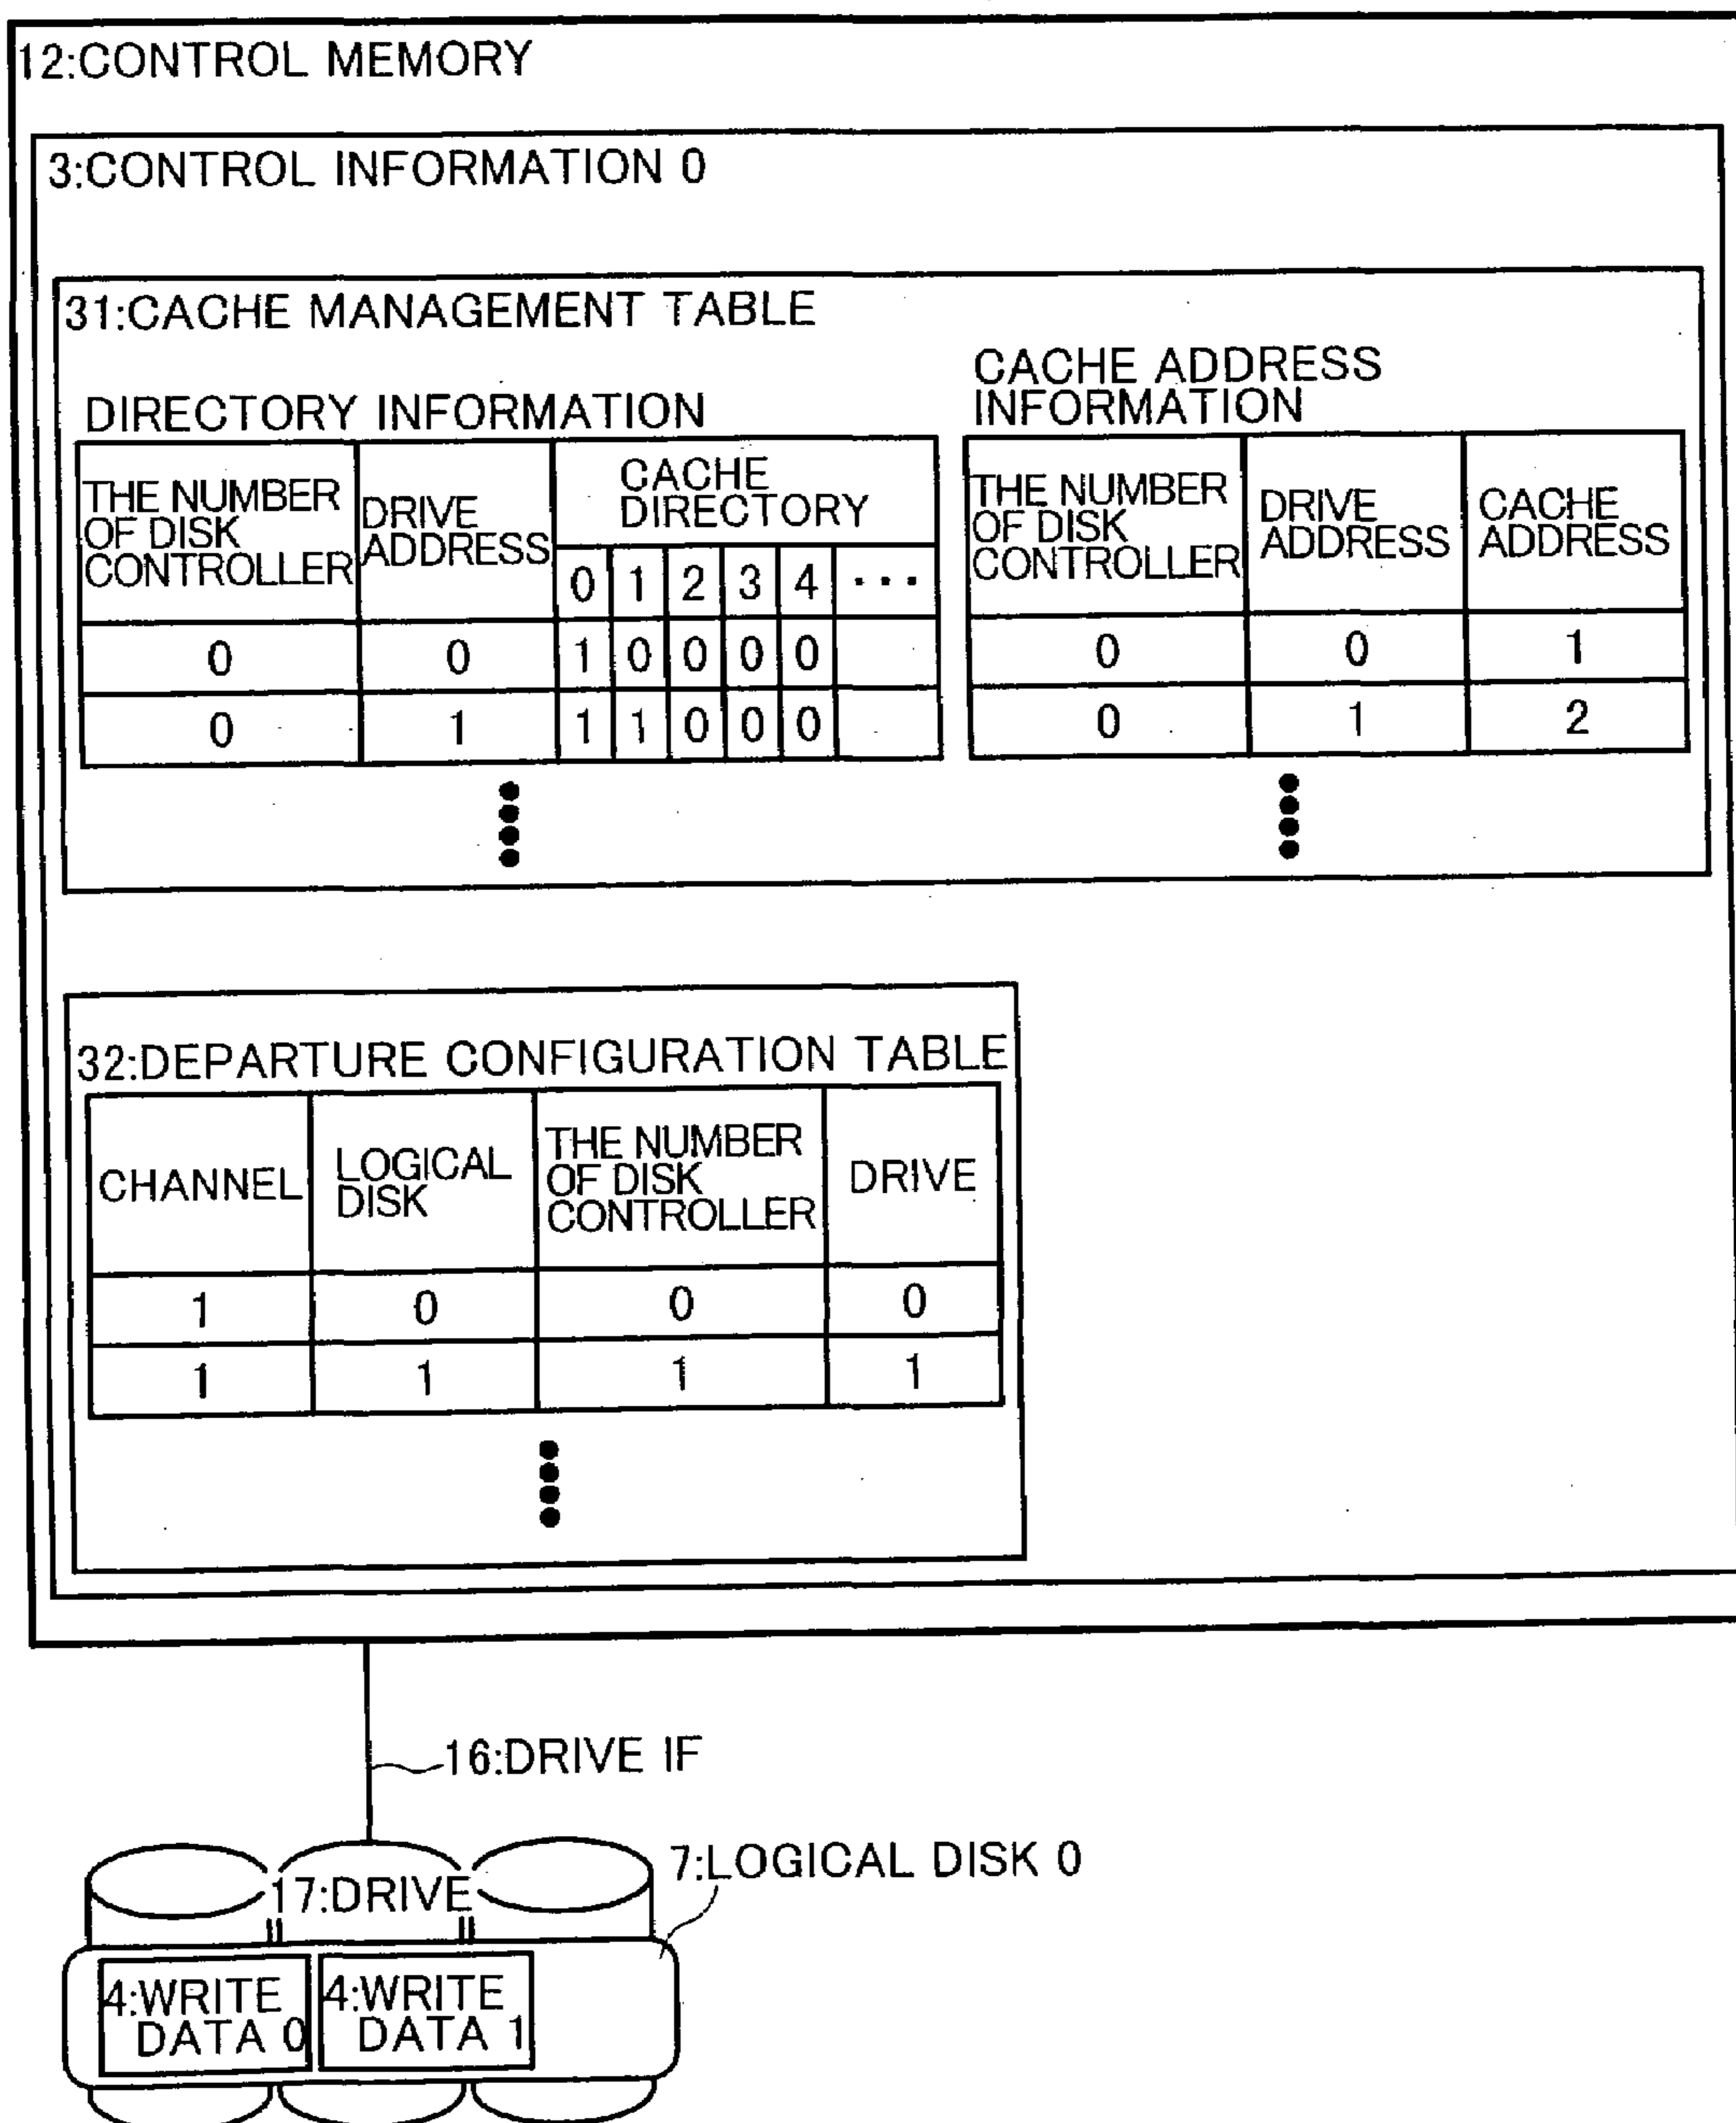 12:CONTROL MEMORY
3:CONTROL INFORMATION 0
31:CACHE MANAGEMENT TABLE
DIRECTORY INFORMATION
THE NUMBER
OF DISK
CONTROLLER
DRIVE
ADDRESS
CACHE
DIRECTORY
0 1 2 3 4 ...
0 0 1 0 0 0 0
0 1 1 1 0 0 0
CACHE ADDRESS
INFORMATION
THE NUMBER
OF DISK
CONTROLLER
DRIVE
ADDRESS
CACHE
ADDRESS
0 0 1
0 1 2
32:DEPARTURE CONFIGURATION TABLE
CHANNEL
LOGICAL
DISK
THE NUMBER
OF DISK
CONTROLLER
DRIVE
1 0 0 0
1 1 1 1
16:DRIVE IF
7:LOGICAL DISK 0
17:DRIVE
4:WRITE
DATA 0
4:WRITE
DATA 1